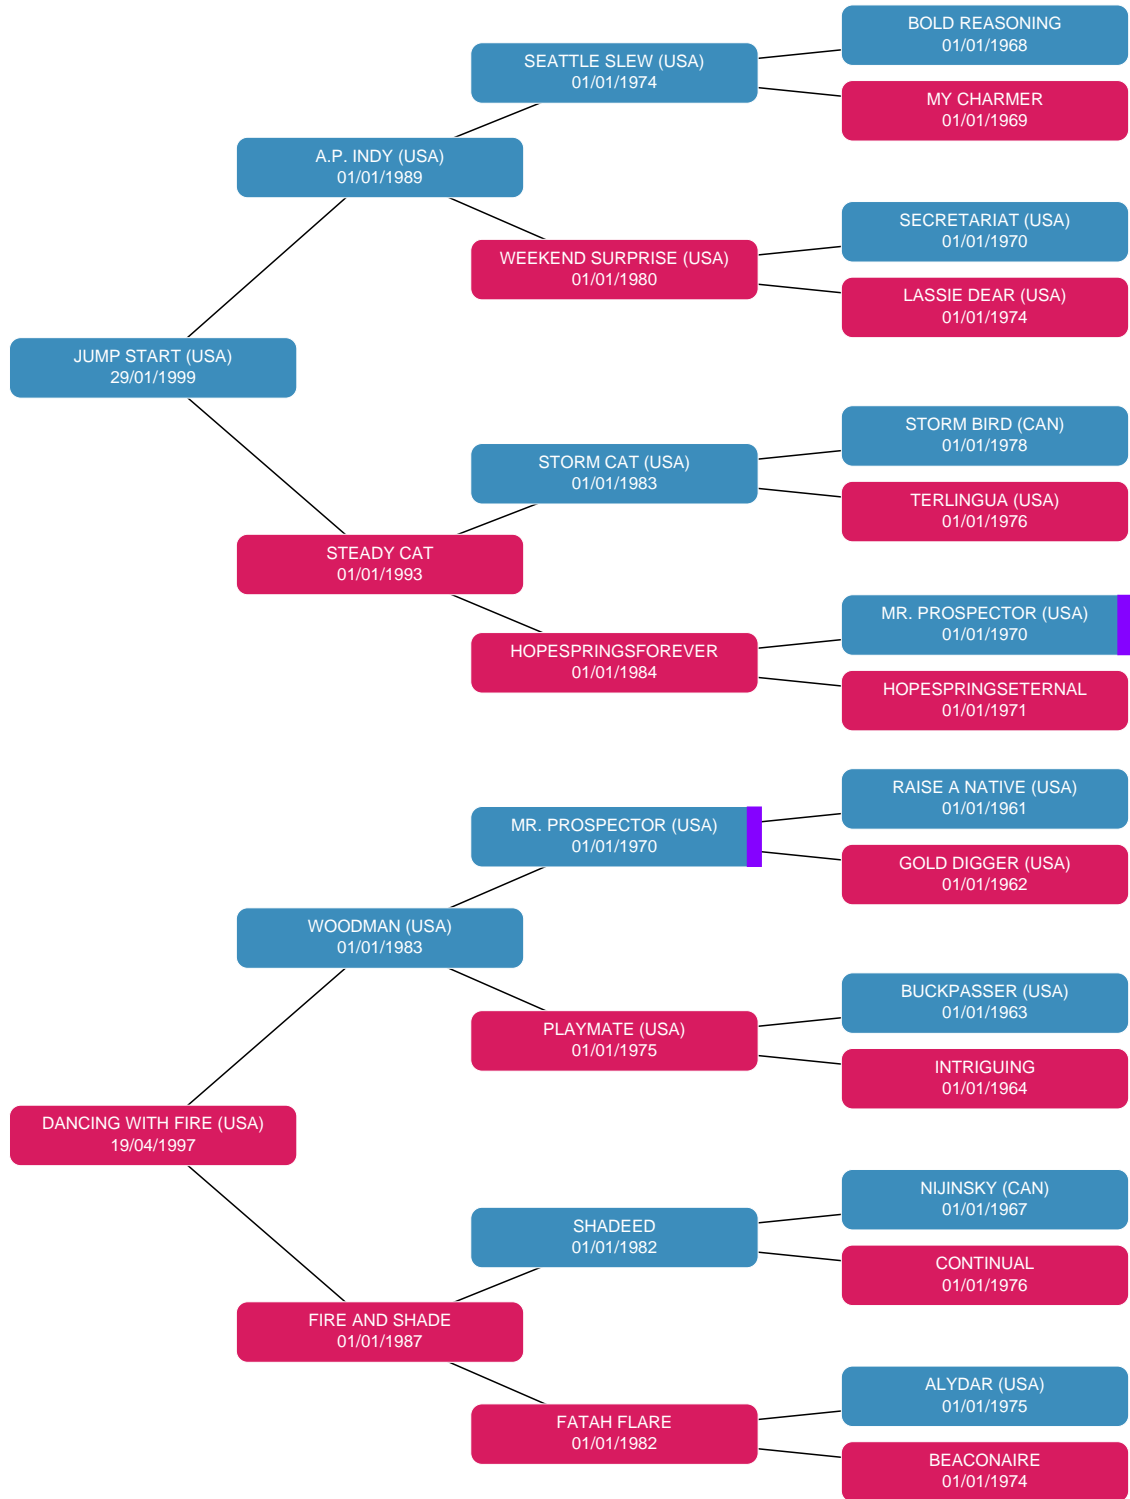 BOLD REASONING
01/01/1968
SEATTLE SLEW (USA)
01/01/1974
MY CHARMER
01/01/1969
A.P. INDY (USA)
01/01/1989
SECRETARIAT (USA)
01/01/1970
WEEKEND SURPRISE (USA)
01/01/1980
LASSIE DEAR (USA)
01/01/1974
JUMP START (USA)
29/01/1999
STORM BIRD (CAN)
01/01/1978
STORM CAT (USA)
01/01/1983
TERLINGUA (USA)
01/01/1976
STEADY CAT
01/01/1993
MR. PROSPECTOR (USA)
01/01/1970
HOPESPRINGSFOREVER
01/01/1984
HOPESPRINGSETERNAL
01/01/1971
RAISE A NATIVE (USA)
01/01/1961
MR. PROSPECTOR (USA)
01/01/1970
GOLD DIGGER (USA)
01/01/1962
WOODMAN (USA)
01/01/1983
BUCKPASSER (USA)
01/01/1963
PLAYMATE (USA)
01/01/1975
INTRIGUING
01/01/1964
DANCING WITH FIRE (USA)
19/04/1997
NIJINSKY (CAN)
01/01/1967
SHADEED
01/01/1982
CONTINUAL
01/01/1976
FIRE AND SHADE
01/01/1987
ALYDAR (USA)
01/01/1975
FATAH FLARE
01/01/1982
BEACONAIRE
01/01/1974